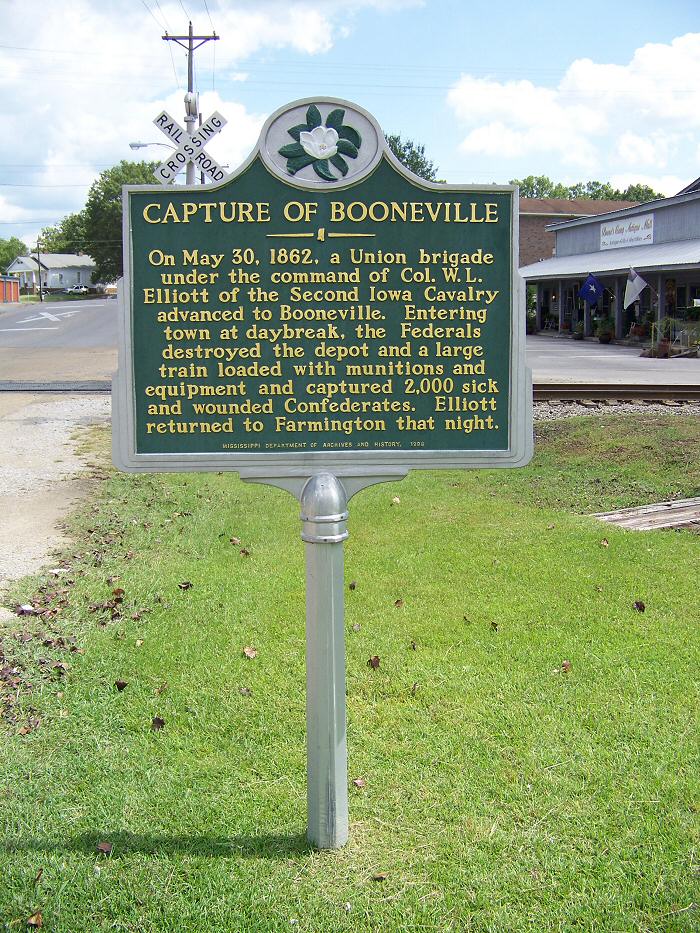 RAIL ROAD
CROSSING
CAPTURE OF BOONEVILLE
On May 30, 1862, a Union brigade
under the command of Col. W. L.
Elliott of the Second Iowa Cavalry
advanced to Booneville. Entering
town at daybreak, the Federals
destroyed the depot and a large
train loaded with munitions and
equipment and captured 2,000 sick
and wounded Confederates. Elliott
returned to Farmington that night.
MISSISSIPPI DEPARTMENT OF ARCHIVES AND HISTORY, 1998
Antique Mall